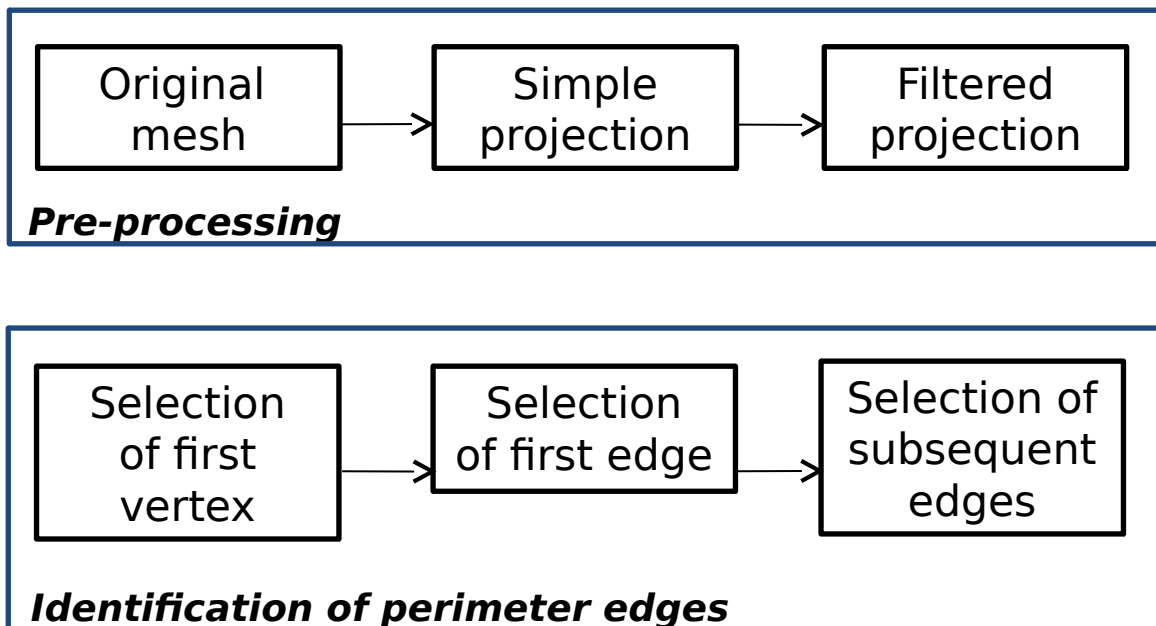 Original
mesh
Simple
projection
Filtered
projection
Pre-processing
Selection
of first
vertex
Selection
of first edge
Selection of
subsequent
edges
Identification of perimeter edges